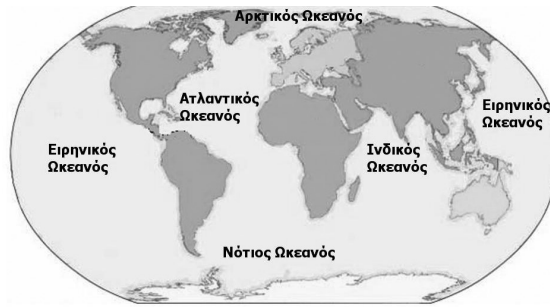 Αρκτικός Ωκεανός
Ατλαντικός
Ωκεανός
Ειρηνικός
Ωκεανός
Ειρηνικός
Ωκεανός
Ινδικός
Ωκεανός
Νότιος Ωκεανός